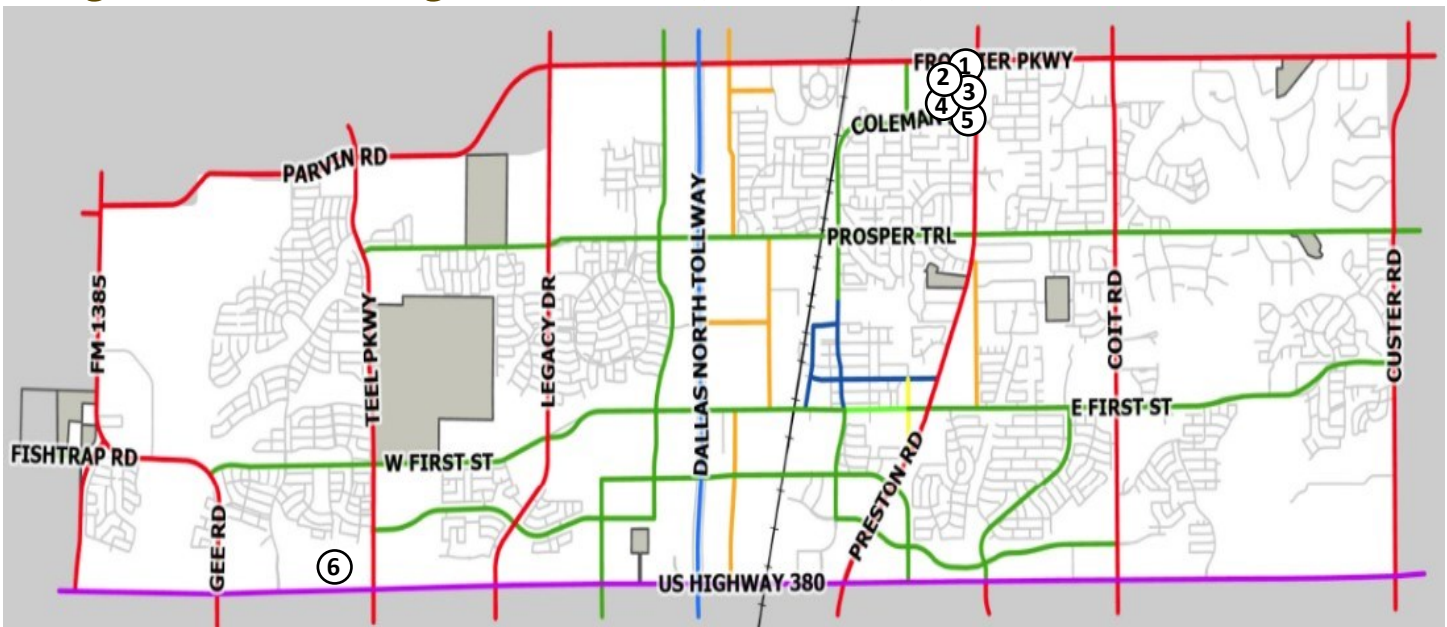 FRO IER PKWY
1
2
3
4
5
COLEMAN
PARVIN RD
PROSPER TRL
DALLAS NORTH TOLLWAY
FM 1385
TEEL PKWY
LEGACY DR
COIT RD
CUSTER RD
E FIRST ST
FISHTRAP RD
W FIRST ST
PRESTON RD
GEE RD
6
US HIGHWAY 380